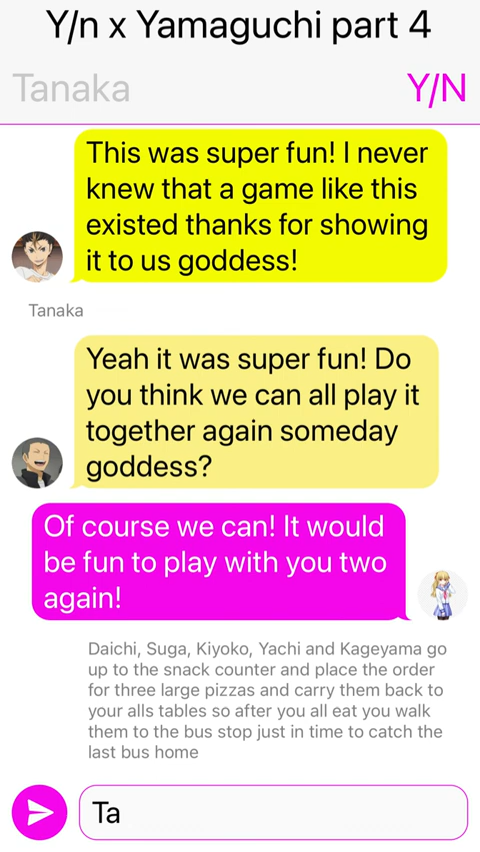 Y/n x Yamaguchi part 4
Tanaka
Y/N
This was super fun! I never
knew that a game like this
existed thanks for showing
it to us goddess!
Tanaka
Yeah it was super fun! Do
you think we can all play it
together again someday
goddess?
Of course we can! It would
be fun to play with you two
again!
Daichi, Suga, Kiyoko, Yachi and Kageyama go
up to the snack counter and place the order
for three large pizzas and carry them back to
your alls tables so after you all eat you walk
them to the bus stop just in time to catch the
last bus home
Ta